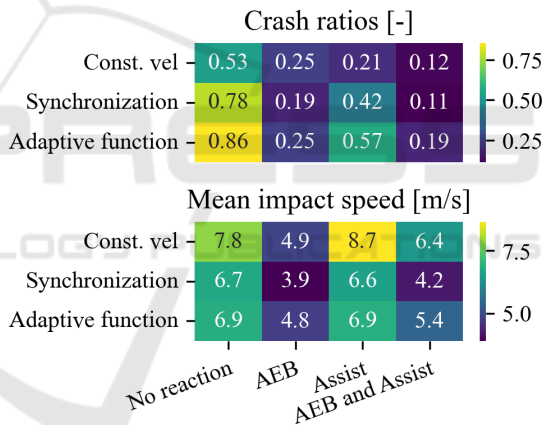 Crash ratios [-]
Const. vel 0.53 0.25 0.21 0.12 0.75
Synchronization 0.78 0.19 0.42 0.11 0.50
Adaptive function 0.86 0.25 0.57 0.19 0.25
Mean impact speed [m/s]
Const. vel 7.8 4.9 8.7 6.4 7.5
Synchronization 6.7 3.9 6.6 4.2
Adaptive function 6.9 4.8 6.9 5.4 5.0
No reaction AEB Assist AEB and Assist